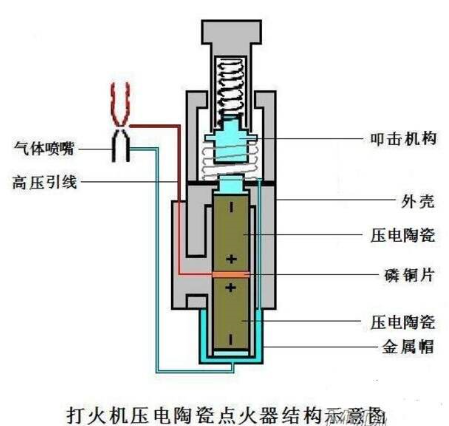 气体喷嘴
高压引线
叩击机构
外壳
压电陶瓷
磷铜片
压电陶瓷
金属帽
−
+
+
−
打火机压电陶瓷点火器结构示意图